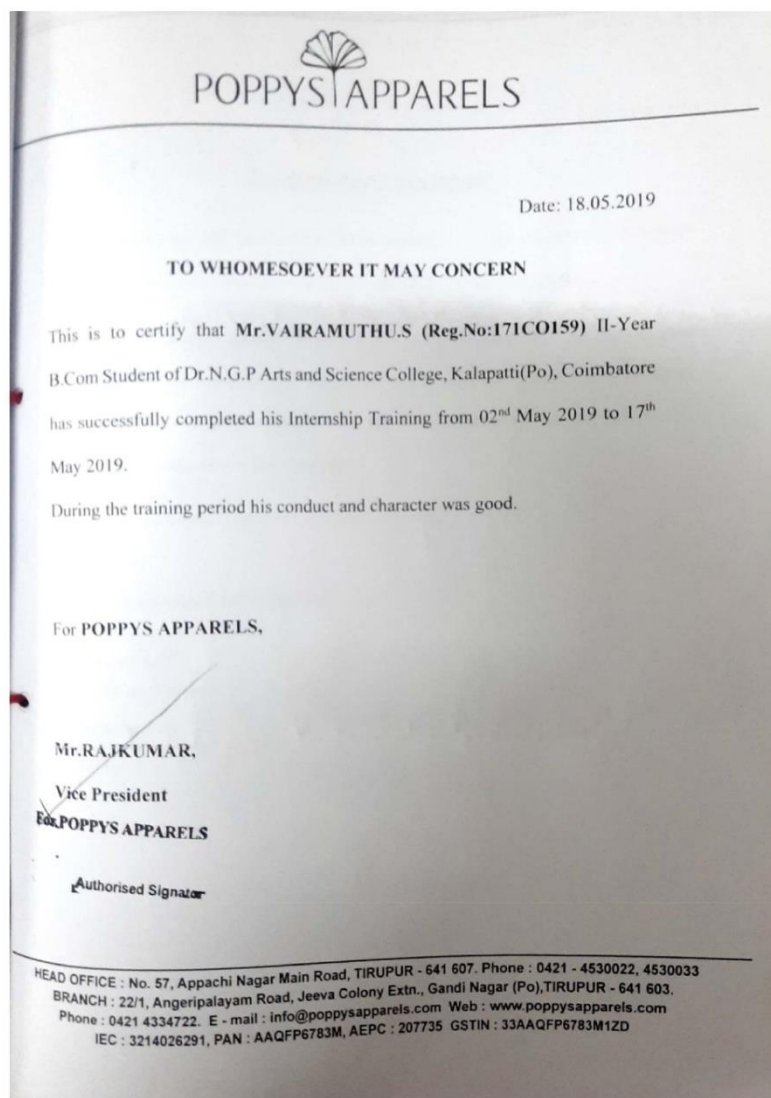 POPPYS APPARELS
Date: 18.05.2019
TO WHOMESOEVER IT MAY CONCERN
This is to certify that Mr.VAIRAMUTHU.S (Reg.No:171CO159) II-Year
B.Com Student of Dr.N.G.P Arts and Science College, Kalapatti(Po), Coimbatore
has successfully completed his Internship Training from 02nd May 2019 to 17th
May 2019.
During the training period his conduct and character was good.
For POPPYS APPARELS,
Mr.RAJKUMAR,
Vice President
For POPPYS APPARELS
Authorised Signator
HEAD OFFICE : No. 57, Appachi Nagar Main Road, TIRUPUR - 641 607. Phone : 0421 - 4530022, 4530033
BRANCH : 22/1, Angeripalayam Road, Jeeva Colony Extn., Gandi Nagar (Po),TIRUPUR - 641 603.
Phone : 0421 4334722. E - mail : info@poppysapparels.com Web : www.poppysapparels.com
IEC : 3214026291, PAN : AAQFP6783M, AEPC : 207735 GSTIN : 33AAQFP6783M1ZD